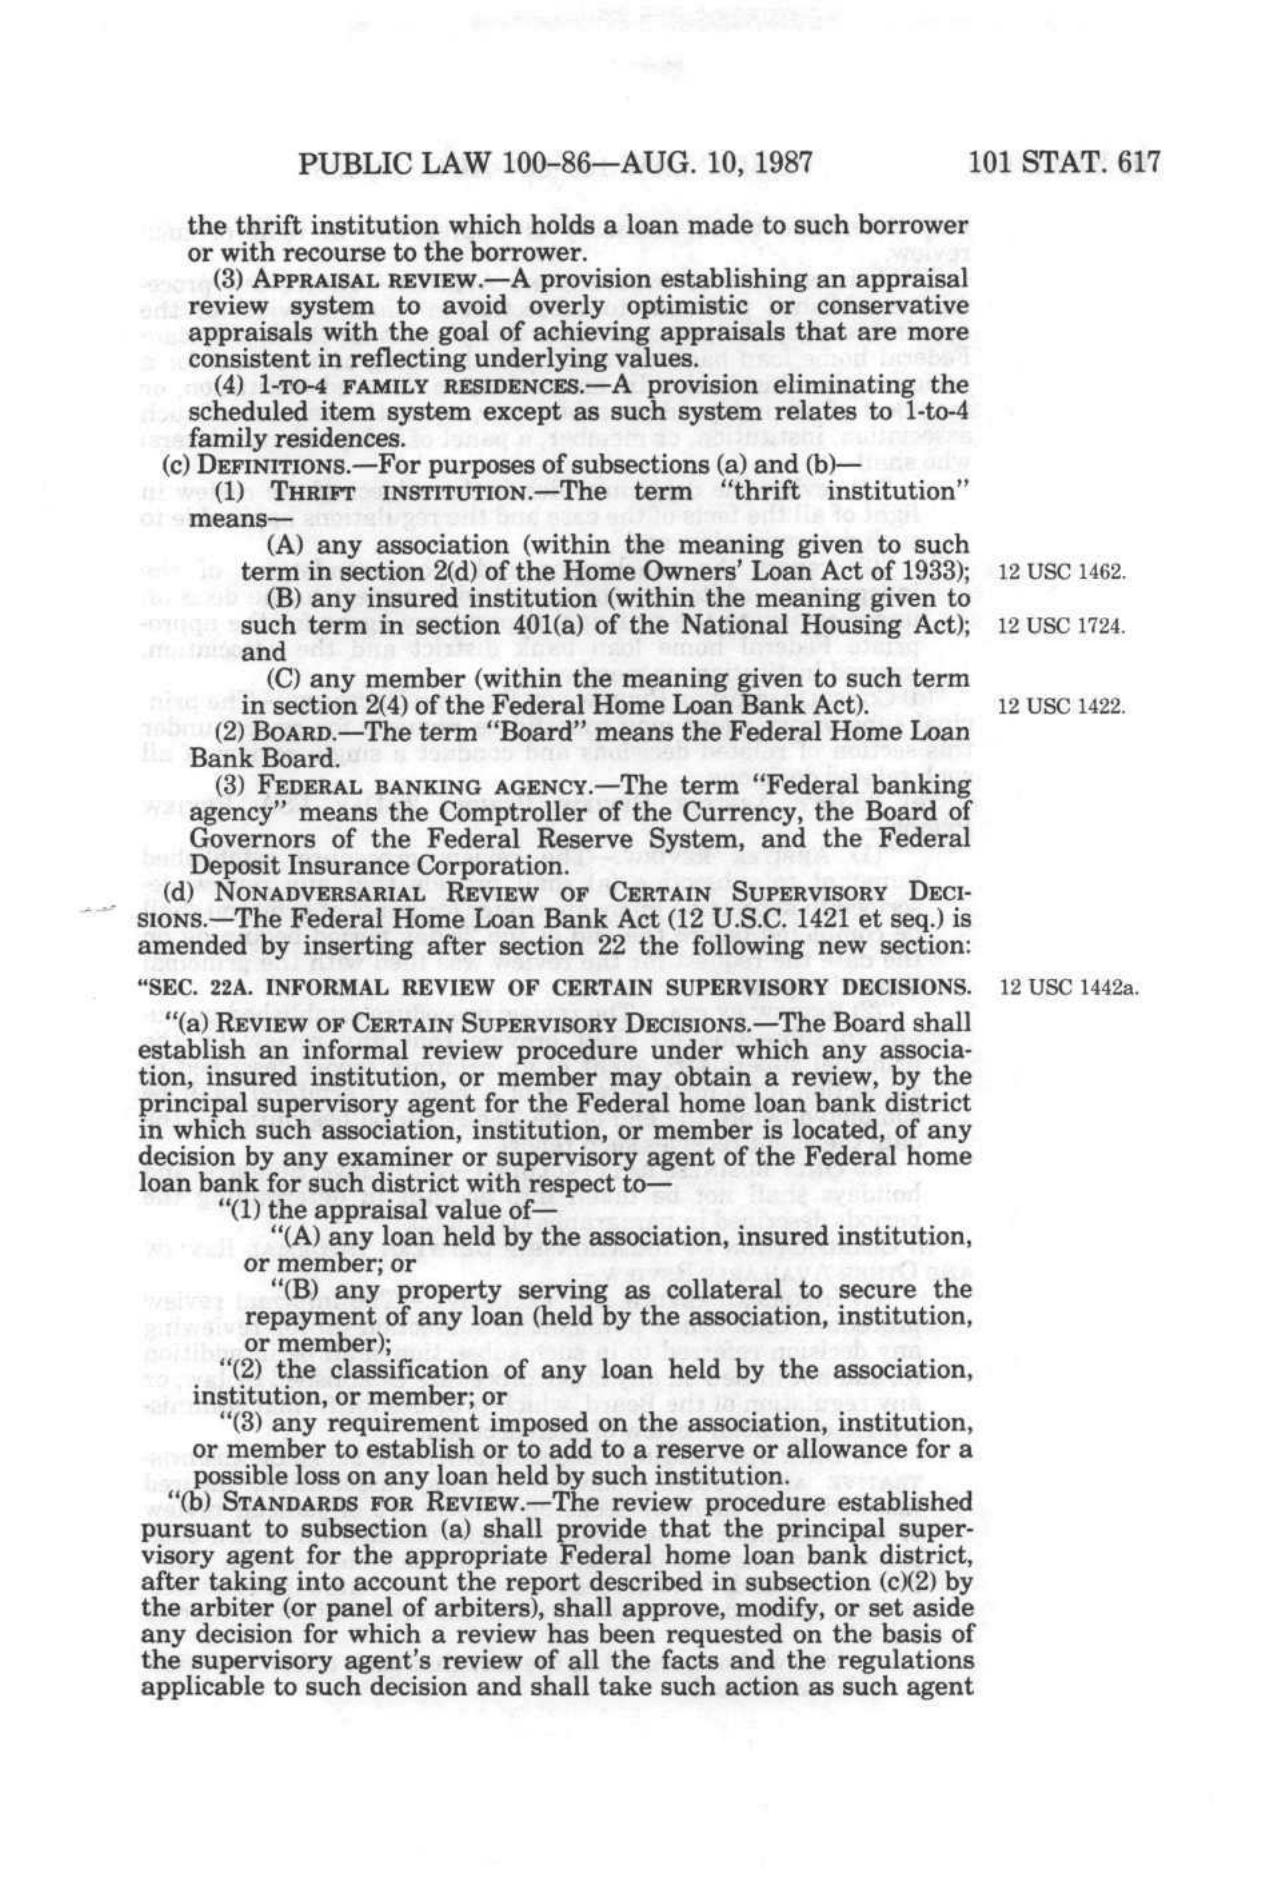 PUBLIC LAW 100-86—AUG. 10, 1987 101 STAT. 617
the thrift institution which holds a loan made to such borrower
or with recourse to the borrower.
(3) APPRAISAL REVIEW.—A provision establishing an appraisal
review system to avoid overly optimistic or conservative
appraisals with the goal of achieving appraisals that are more
consistent in reflecting underlying values.
(4) 1-TO-4 FAMILY RESIDENCES.—A provision eliminating the
scheduled item system except as such system relates to 1-to-4
family residences.
(c) DEFINITIONS.—For purposes of subsections (a) and (b)—
(1) THRIFT INSTITUTION.—The term "thrift institution"
means—
(A) any association (within the meaning given to such
term in section 2(d) of the Home Owners' Loan Act of 1933); 12 USC 1462.
(B) any insured institution (within the meaning given to
such term in section 401(a) of the National Housing Act); 12 USC 1724.
and
(C) any member (within the meaning given to such term
in section 2(4) of the Federal Home Loan Bank Act). 12 USC 1422.
(2) BOARD.—The term "Board" means the Federal Home Loan
Bank Board.
(3) FEDERAL BANKING AGENCY.—The term "Federal banking
agency" means the Comptroller of the Currency, the Board of
Governors of the Federal Reserve System, and the Federal
Deposit Insurance Corporation.
(d) NONADVERSARIAL REVIEW OF CERTAIN SUPERVISORY DECI-
SIONS.—The Federal Home Loan Bank Act (12 U.S.C. 1421 et seq.) is
amended by inserting after section 22 the following new section:
"SEC. 22A. INFORMAL REVIEW OF CERTAIN SUPERVISORY DECISIONS. 12 USC 1442a.
"(a) REVIEW OF CERTAIN SUPERVISORY DECISIONS.—The Board shall
establish an informal review procedure under which any associa-
tion, insured institution, or member may obtain a review, by the
principal supervisory agent for the Federal home loan bank district
in which such association, institution, or member is located, of any
decision by any examiner or supervisory agent of the Federal home
loan bank for such district with respect to—
"(1) the appraisal value of—
"(A) any loan held by the association, insured institution,
or member; or
"(B) any property serving as collateral to secure the
repayment of any loan (held by the association, institution,
or member);
"(2) the classification of any loan held by the association,
institution, or member; or
"(3) any requirement imposed on the association, institution,
or member to establish or to add to a reserve or allowance for a
possible loss on any loan held by such institution.
"(b) STANDARDS FOR REVIEW.—The review procedure established
pursuant to subsection (a) shall provide that the principal super-
visory agent for the appropriate Federal home loan bank district,
after taking into account the report described in subsection (c)(2) by
the arbiter (or panel of arbiters), shall approve, modify, or set aside
any decision for which a review has been requested on the basis of
the supervisory agent's review of all the facts and the regulations
applicable to such decision and shall take such action as such agent